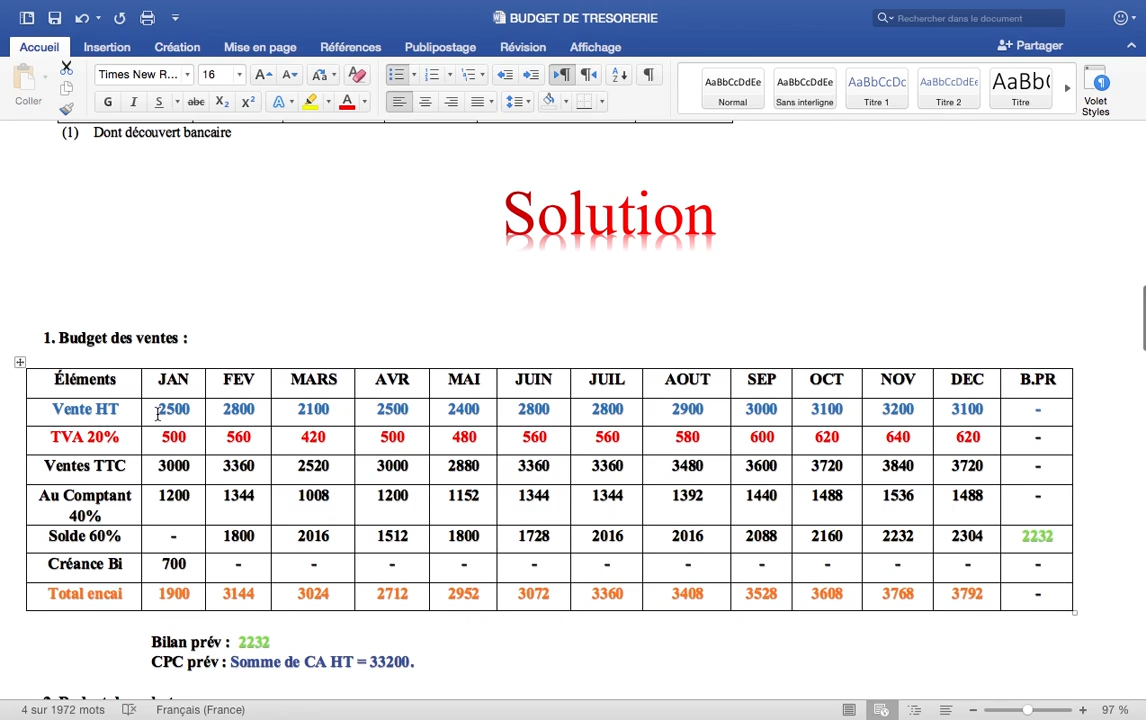 BUDGET DE TRESORERIE
Rechercher dans le document
Accueil Insertion Création Mise en page Références Publipostage Révision Affichage Partager
Coller Times New R... 16
AaBbCcDdEe AaBbCcDdEe AaBbCcDc AaBbCcDdEe AaBb(
Normal Sans interligne Titre 1 Titre 2 Titre Volet Styles
(1) Dont découvert bancaire
Solution
1. Budget des ventes :
Éléments JAN FEV MARS AVR MAI JUIN JUIL AOUT SEP OCT NOV DEC B.PR
Vente HT 2500 2800 2100 2500 2400 2800 2800 2900 3000 3100 3200 3100 -
TVA 20% 500 560 420 500 480 560 560 580 600 620 640 620 -
Ventes TTC 3000 3360 2520 3000 2880 3360 3360 3480 3600 3720 3840 3720 -
Au Comptant 40% 1200 1344 1008 1200 1152 1344 1344 1392 1440 1488 1536 1488 -
Solde 60% - 1800 2016 1512 1800 1728 2016 2016 2088 2160 2232 2304 2232
Créance Bi 700 - - - - - - - - - - - -
Total encai 1900 3144 3024 2712 2952 3072 3360 3408 3528 3608 3768 3792 -
Bilan prév : 2232
CPC prév : Somme de CA HT = 33200.
4 sur 1972 mots Français (France) 97 %